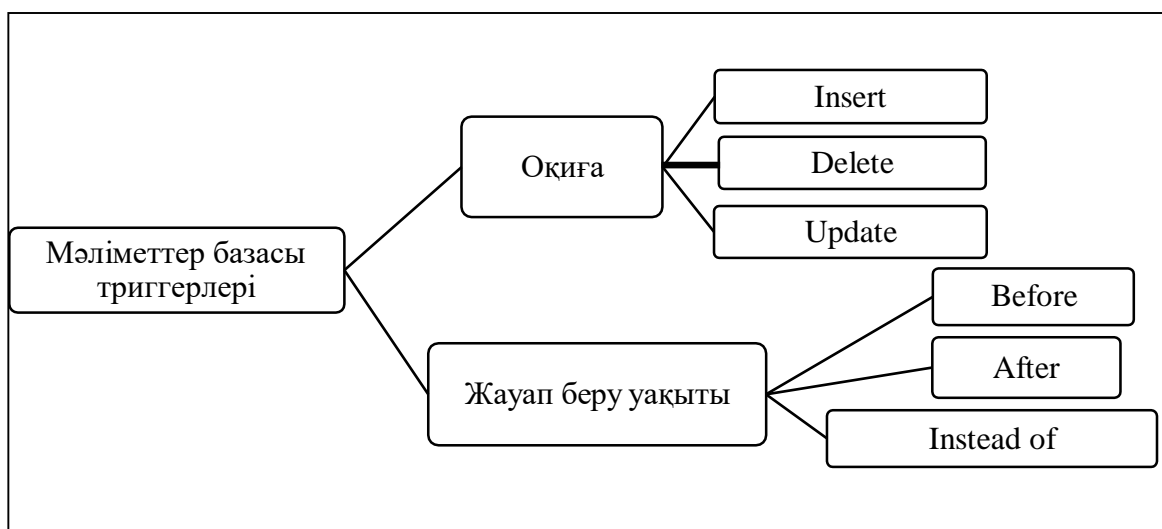 Мәліметтер базасы
триггерлері
Оқиға
Insert
Delete
Update
Жауап беру уақыты
Before
After
Instead of